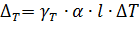 Δ_T = γ_T · α · l · ΔT